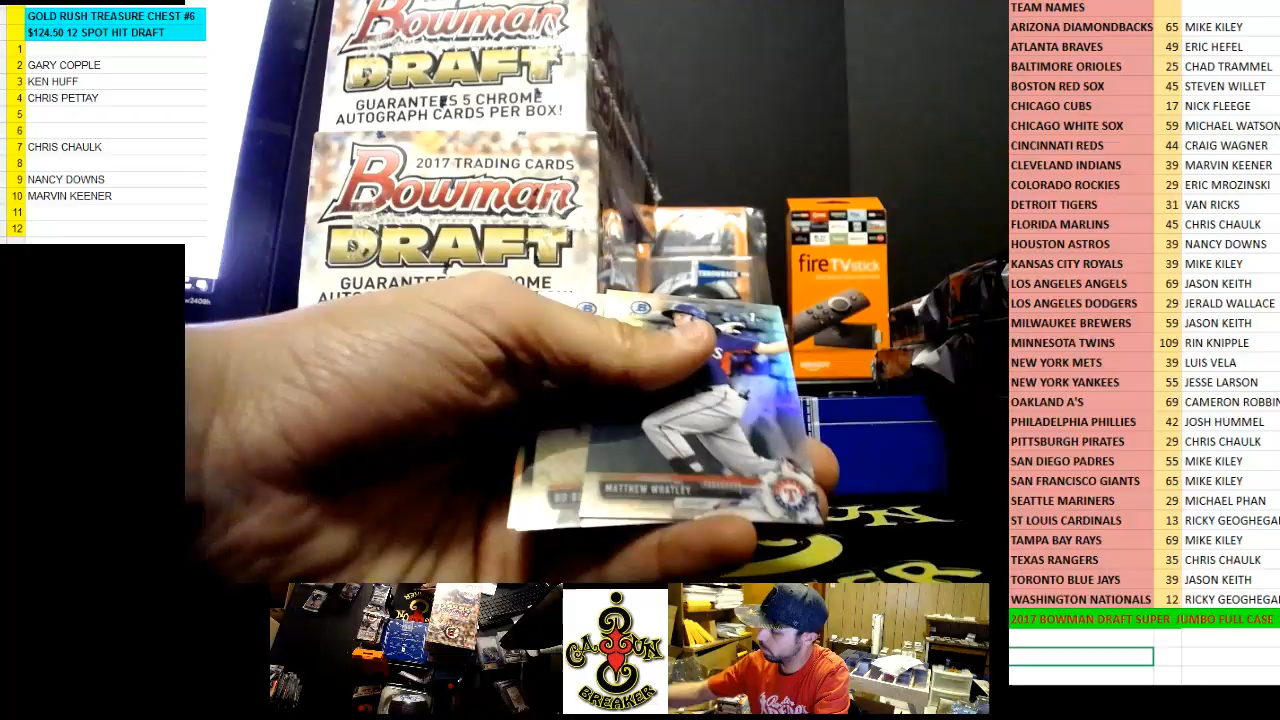 GOLD RUSH TREASURE CHEST #6
$124.50 12 SPOT HIT DRAFT
1
2 GARY COPPLE
3 KEN HUFF
4 CHRIS PETTAY
5
6
7 CHRIS CHAULK
8
9 NANCY DOWNS
10 MARVIN KEENER
11
12
Bowman
DRAFT
GUARANTEES 5 CHROME
AUTOGRAPH CARDS PER BOX!
2017 TRADING CARDS
Bowman
DRAFT
THROWBACK
fireTVstick
MATTHEW WHATLEY
CAJUN
BREAKER
TEAM NAMES
ARIZONA DIAMONDBACKS 65 MIKE KILEY
ATLANTA BRAVES 49 ERIC HEFEL
BALTIMORE ORIOLES 25 CHAD TRAMMEL
BOSTON RED SOX 45 STEVEN WILLET
CHICAGO CUBS 17 NICK FLEEGE
CHICAGO WHITE SOX 59 MICHAEL WATSON
CINCINNATI REDS 44 CRAIG WAGNER
CLEVELAND INDIANS 39 MARVIN KEENER
COLORADO ROCKIES 29 ERIC MROZINSKI
DETROIT TIGERS 31 VAN RICKS
FLORIDA MARLINS 45 CHRIS CHAULK
HOUSTON ASTROS 39 NANCY DOWNS
KANSAS CITY ROYALS 39 MIKE KILEY
LOS ANGELES ANGELS 69 JASON KEITH
LOS ANGELES DODGERS 29 JERALD WALLACE
MILWAUKEE BREWERS 59 JASON KEITH
MINNESOTA TWINS 109 RIN KNIPPLE
NEW YORK METS 39 LUIS VELA
NEW YORK YANKEES 55 JESSE LARSON
OAKLAND A'S 69 CAMERON ROBBIN
PHILADELPHIA PHILLIES 42 JOSH HUMMEL
PITTSBURGH PIRATES 29 CHRIS CHAULK
SAN DIEGO PADRES 55 MIKE KILEY
SAN FRANCISCO GIANTS 65 MIKE KILEY
SEATTLE MARINERS 29 MICHAEL PHAN
ST LOUIS CARDINALS 13 RICKY GEOGHEGA
TAMPA BAY RAYS 69 MIKE KILEY
TEXAS RANGERS 35 CHRIS CHAULK
TORONTO BLUE JAYS 39 JASON KEITH
WASHINGTON NATIONALS 12 RICKY GEOGHEGA
2017 BOWMAN DRAFT SUPER JUMBO FULL CASE